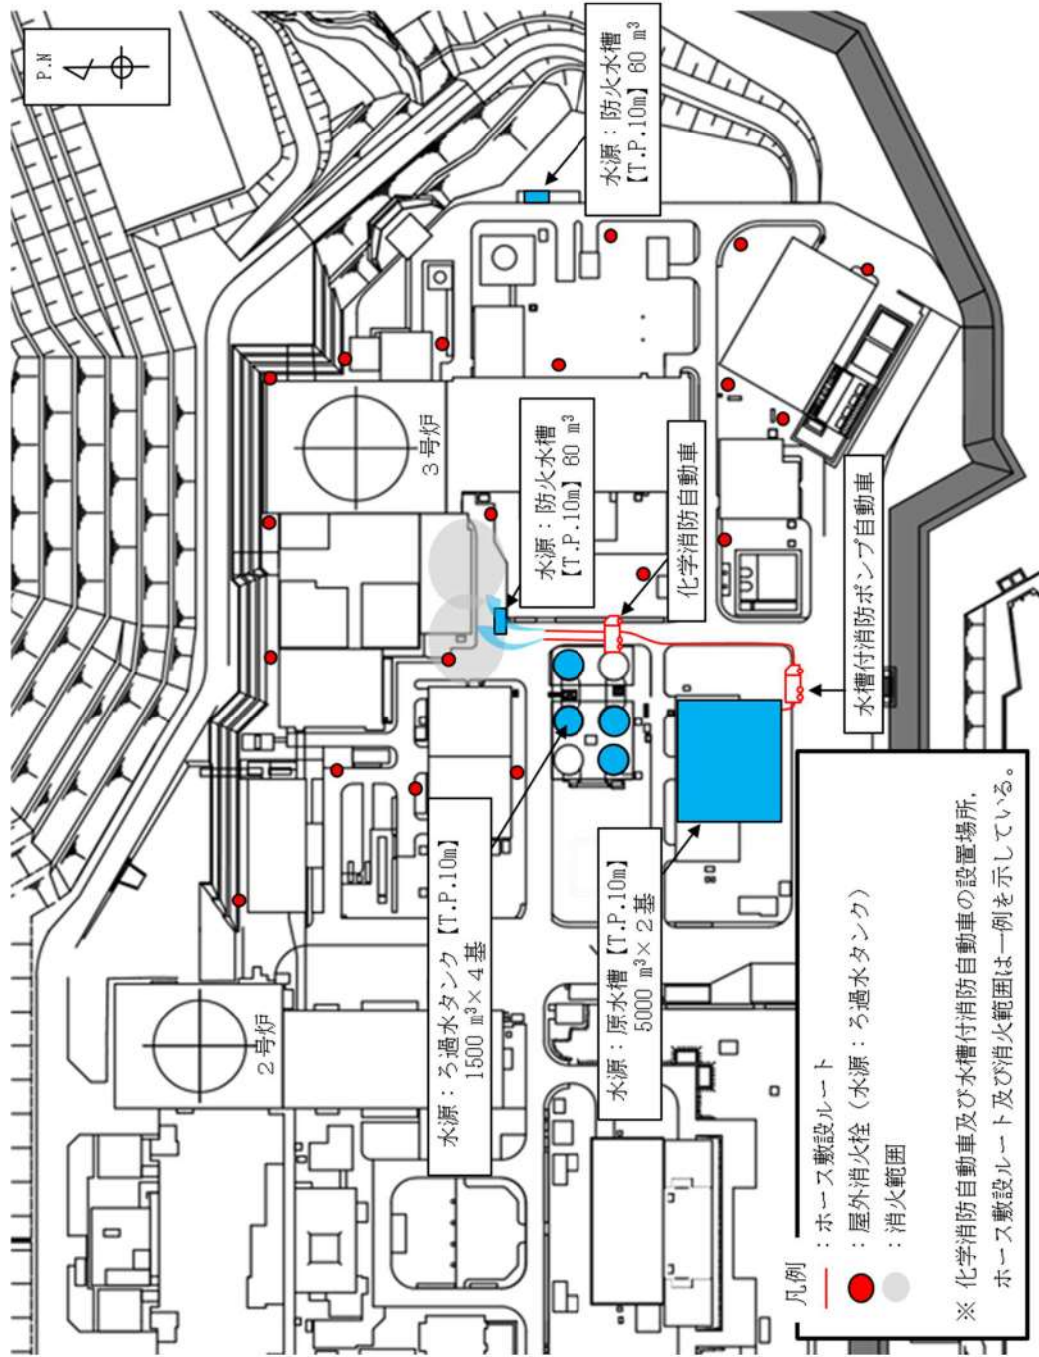 P.N
水源：防火水槽
【T.P.10m】60 m³
3号炉
水源：防火水槽
【T.P.10m】60 m³
化学消防自動車
水槽付消防ポンプ自動車
2号炉
水源：ろ過水タンク【T.P.10m】
1500 m³×4基
水源：原水槽【T.P.10m】
5000 m³×2基
凡例
：ホース敷設ルート
：屋外消火栓（水源：ろ過水タンク）
：消火範囲
※ 化学消防自動車及び水槽付消防自動車の設置場所，
ホース敷設ルート及び消火範囲は一例を示している。